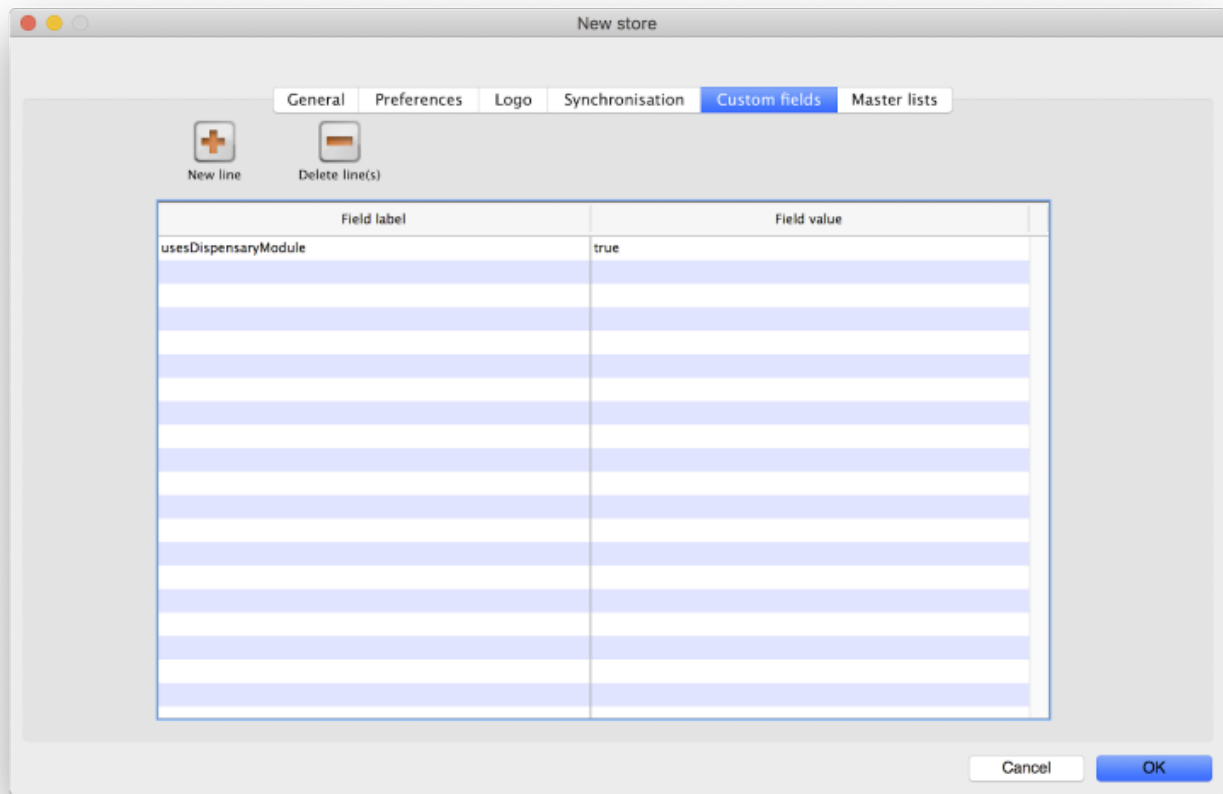 New store
General Preferences Logo Synchronisation Custom fields Master lists
New line Delete line(s)
Field label Field value
usesDispensaryModule true
Cancel OK